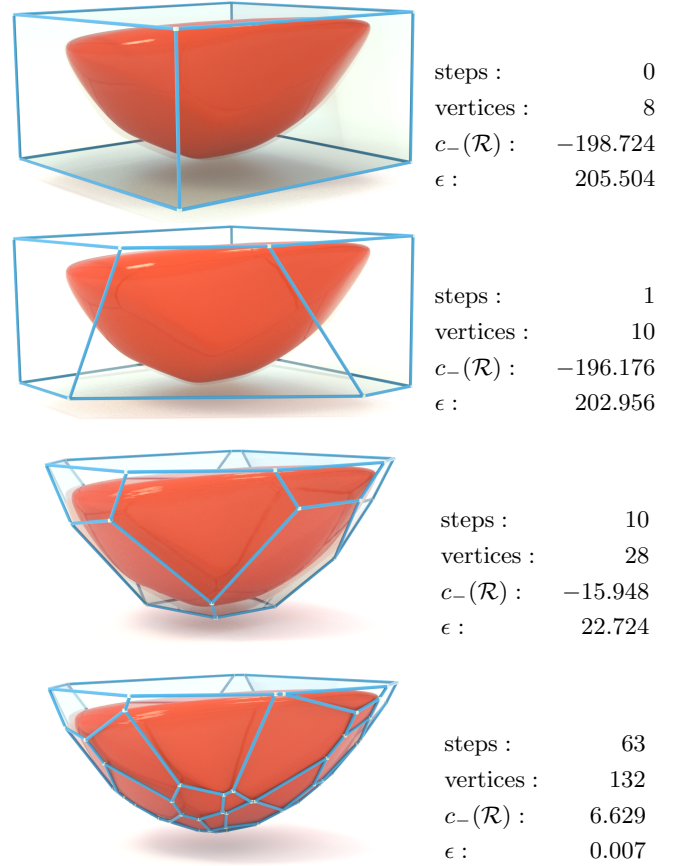 steps : 0
vertices : 8
c₋(ℛ) : −198.724
ϵ : 205.504
steps : 1
vertices : 10
c₋(ℛ) : −196.176
ϵ : 202.956
steps : 10
vertices : 28
c₋(ℛ) : −15.948
ϵ : 22.724
steps : 63
vertices : 132
c₋(ℛ) : 6.629
ϵ : 0.007